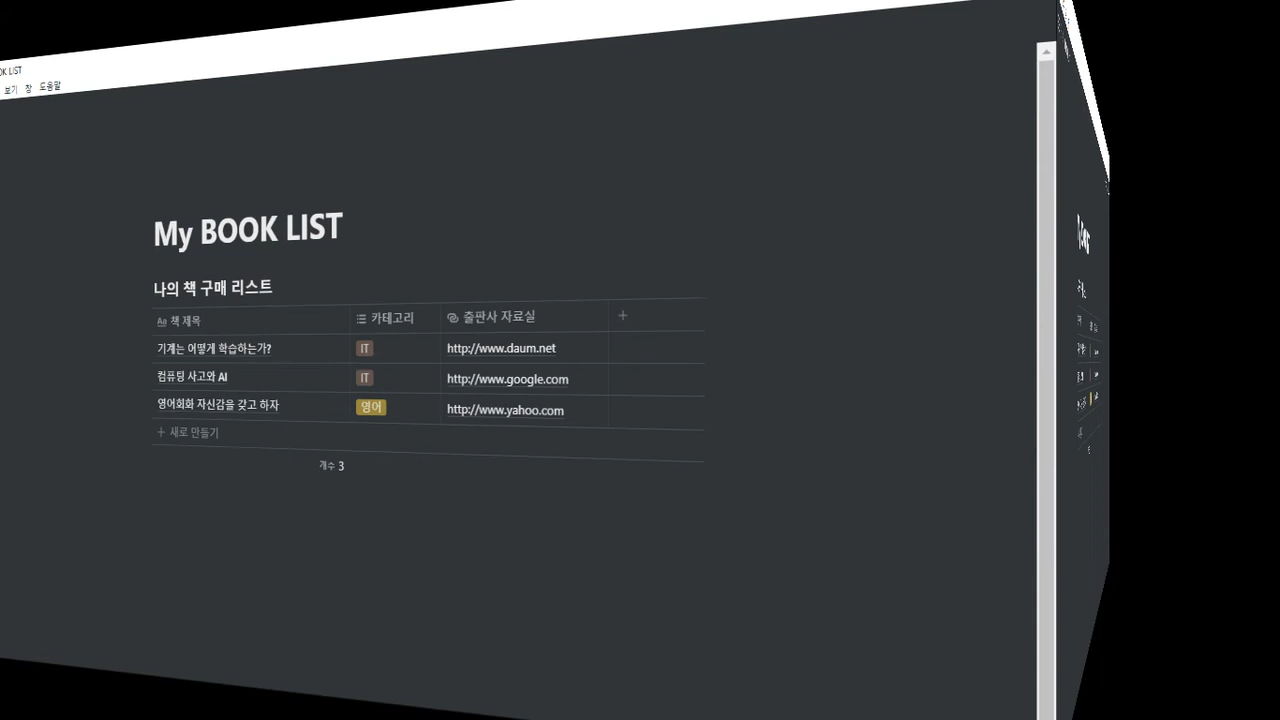 OK LIST
보기 창 도움말
My BOOK LIST
나의 책 구매 리스트
Aa 책 제목 카테고리 출판사 자료실 +
기계는 어떻게 학습하는가? IT http://www.daum.net
컴퓨팅 사고와 AI IT http://www.google.com
영어회화 자신감을 갖고 하자 영어 http://www.yahoo.com
+ 새로 만들기
개수 3